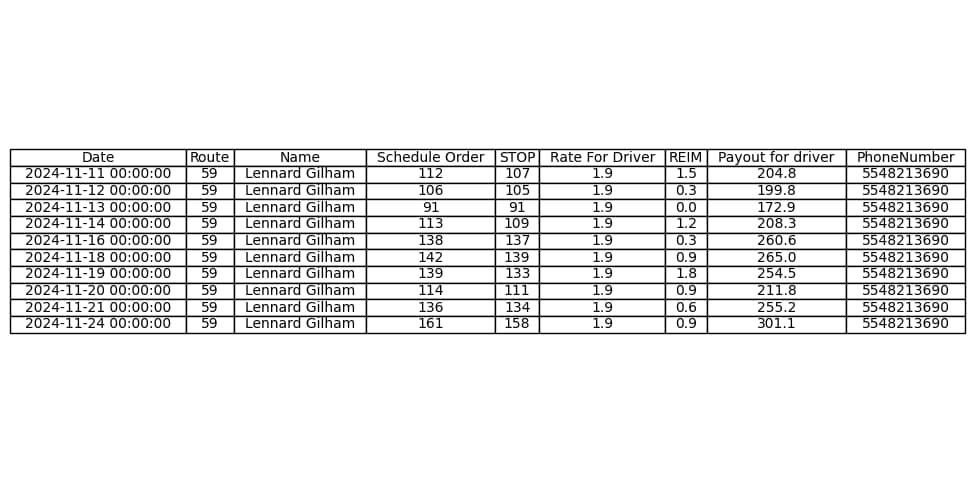 Date Route Name Schedule Order STOP Rate For Driver REIM Payout for driver PhoneNumber
2024-11-11 00:00:00 59 Lennard Gilham 112 107 1.9 1.5 204.8 5548213690
2024-11-12 00:00:00 59 Lennard Gilham 106 105 1.9 0.3 199.8 5548213690
2024-11-13 00:00:00 59 Lennard Gilham 91 91 1.9 0.0 172.9 5548213690
2024-11-14 00:00:00 59 Lennard Gilham 113 109 1.9 1.2 208.3 5548213690
2024-11-16 00:00:00 59 Lennard Gilham 138 137 1.9 0.3 260.6 5548213690
2024-11-18 00:00:00 59 Lennard Gilham 142 139 1.9 0.9 265.0 5548213690
2024-11-19 00:00:00 59 Lennard Gilham 139 133 1.9 1.8 254.5 5548213690
2024-11-20 00:00:00 59 Lennard Gilham 114 111 1.9 0.9 211.8 5548213690
2024-11-21 00:00:00 59 Lennard Gilham 136 134 1.9 0.6 255.2 5548213690
2024-11-24 00:00:00 59 Lennard Gilham 161 158 1.9 0.9 301.1 5548213690